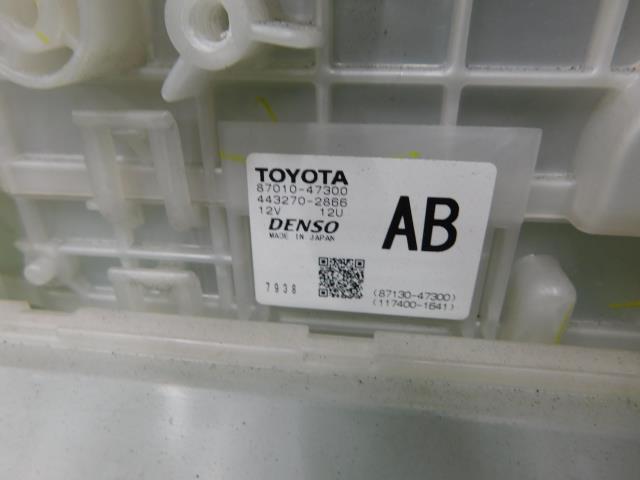 TOYOTA
87010-47300
443270-2866
12V 12U
DENSO
MADE IN JAPAN
AB
7938
(87130-47300)
(117400-1641)